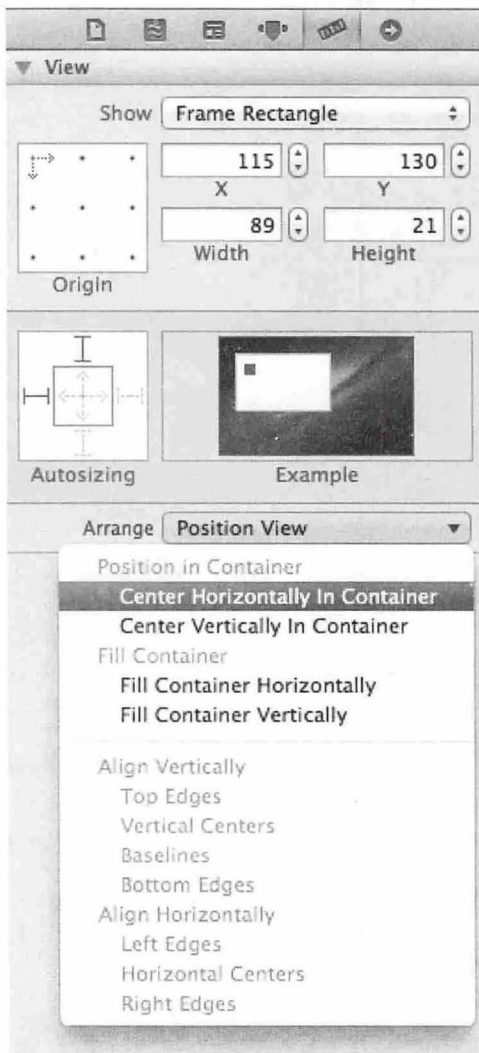 View
Show Frame Rectangle
115 130
X Y
89 21
Width Height
Origin
Autosizing Example
Arrange Position View
Position in Container
Center Horizontally In Container
Center Vertically In Container
Fill Container
Fill Container Horizontally
Fill Container Vertically
Align Vertically
Top Edges
Vertical Centers
Baselines
Bottom Edges
Align Horizontally
Left Edges
Horizontal Centers
Right Edges